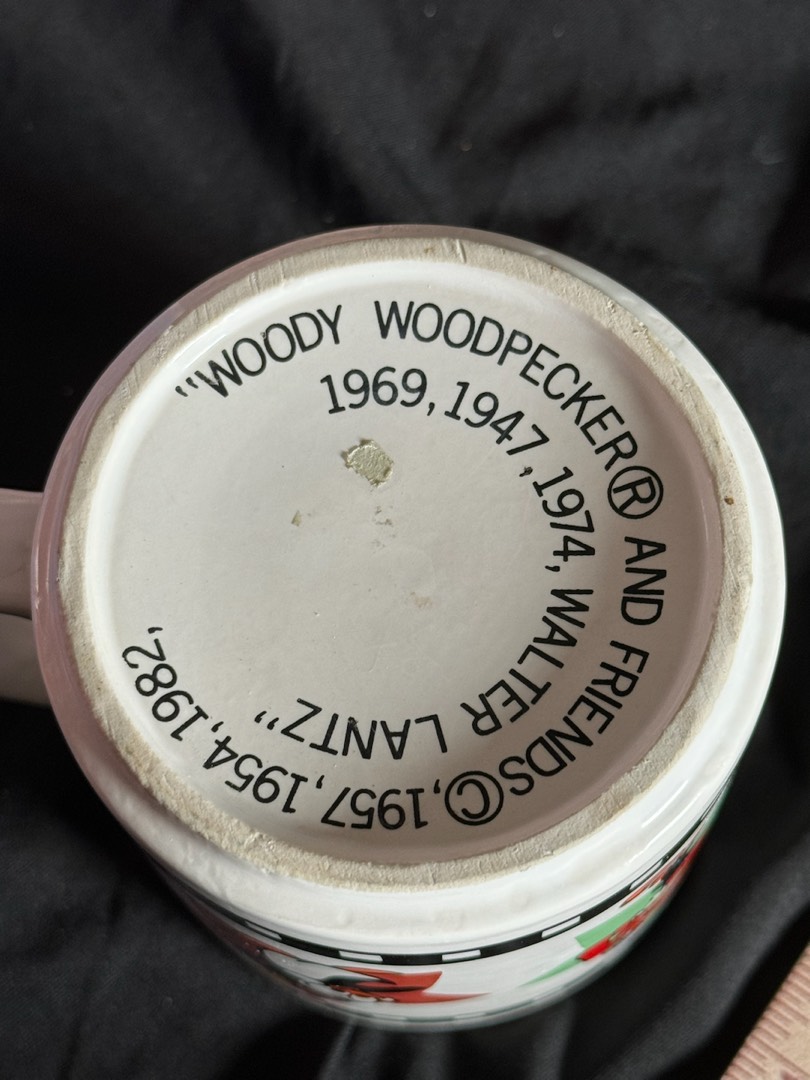 "WOODY WOODPECKER® AND FRIENDS©,1957,1954,1982,
1969,1947,1974, WALTER LANTZ"